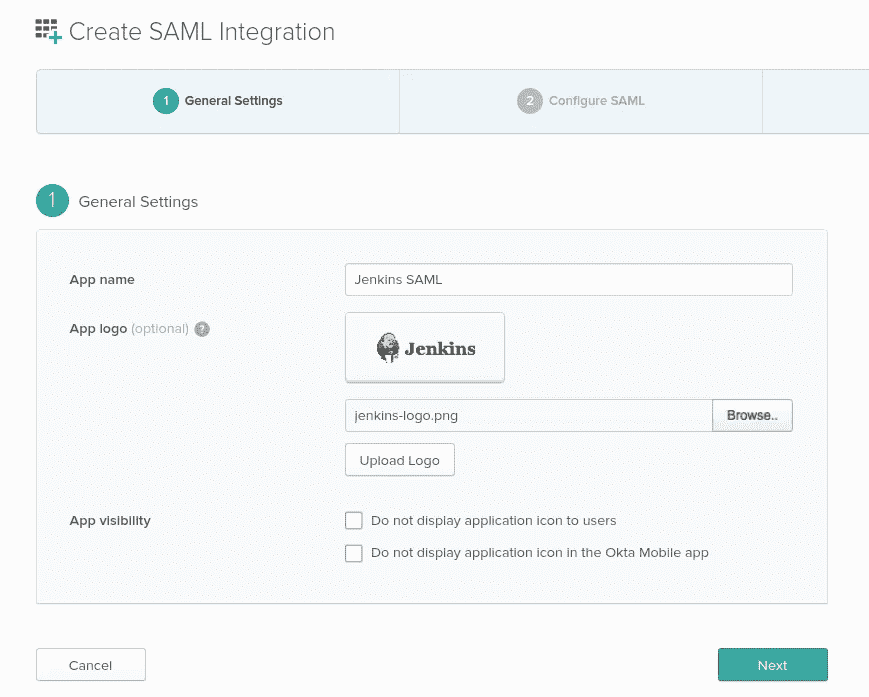 Create SAML Integration
1 General Settings
2 Configure SAML
1 General Settings
App name
Jenkins SAML
App logo (optional) ?
Jenkins
jenkins-logo.png
Browse..
Upload Logo
App visibility
Do not display application icon to users
Do not display application icon in the Okta Mobile app
Cancel
Next